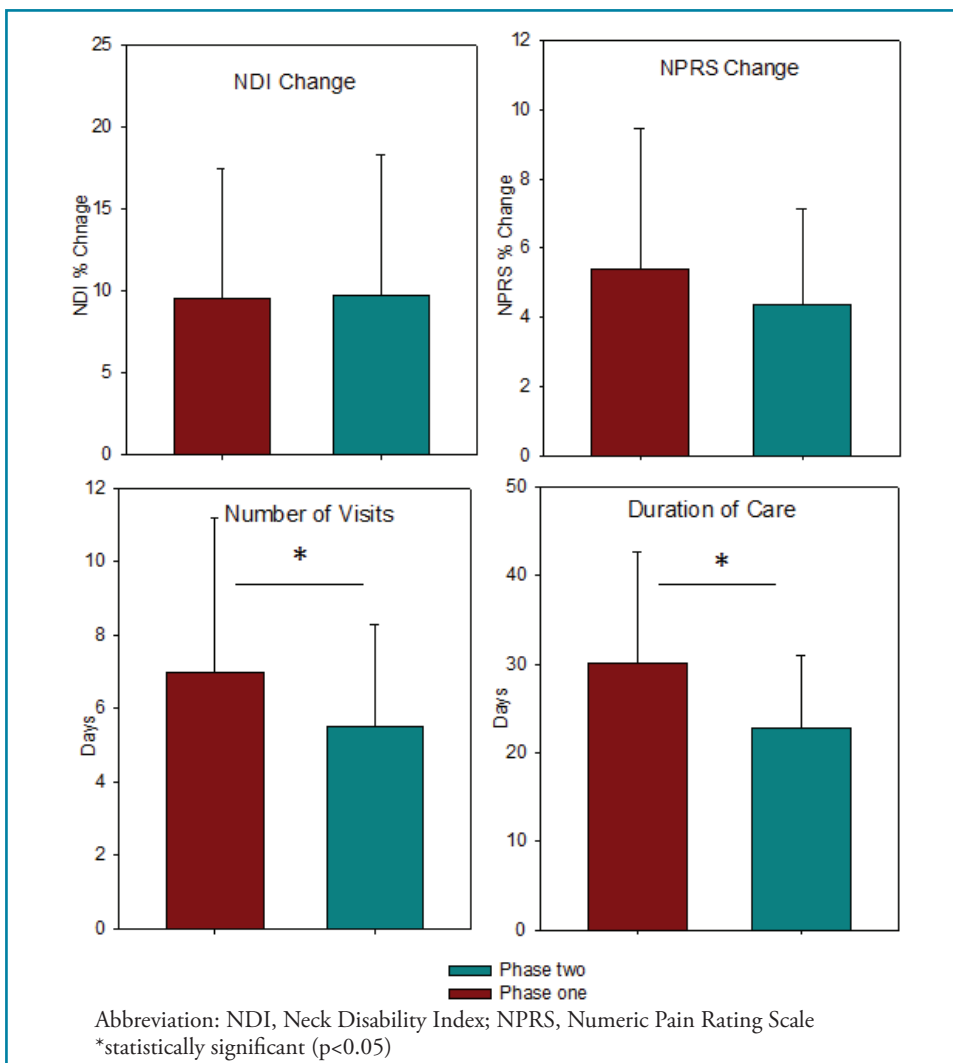 NDI Change
NDI % Chnage
25
20
15
10
5
0
NPRS Change
NPRS % Change
12
10
8
6
4
2
0
Number of Visits
*
Days
12
10
8
6
4
2
0
Duration of Care
*
Days
50
40
30
20
10
0
Phase two
Phase one
Abbreviation: NDI, Neck Disability Index; NPRS, Numeric Pain Rating Scale
*statistically significant (p<0.05)